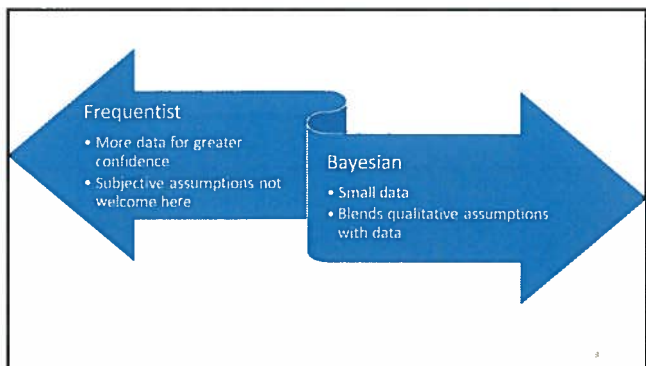 Frequentist
• More data for greater
confidence
• Subjective assumptions not
welcome here
Bayesian
• Small data
• Blends qualitative assumptions
with data
3